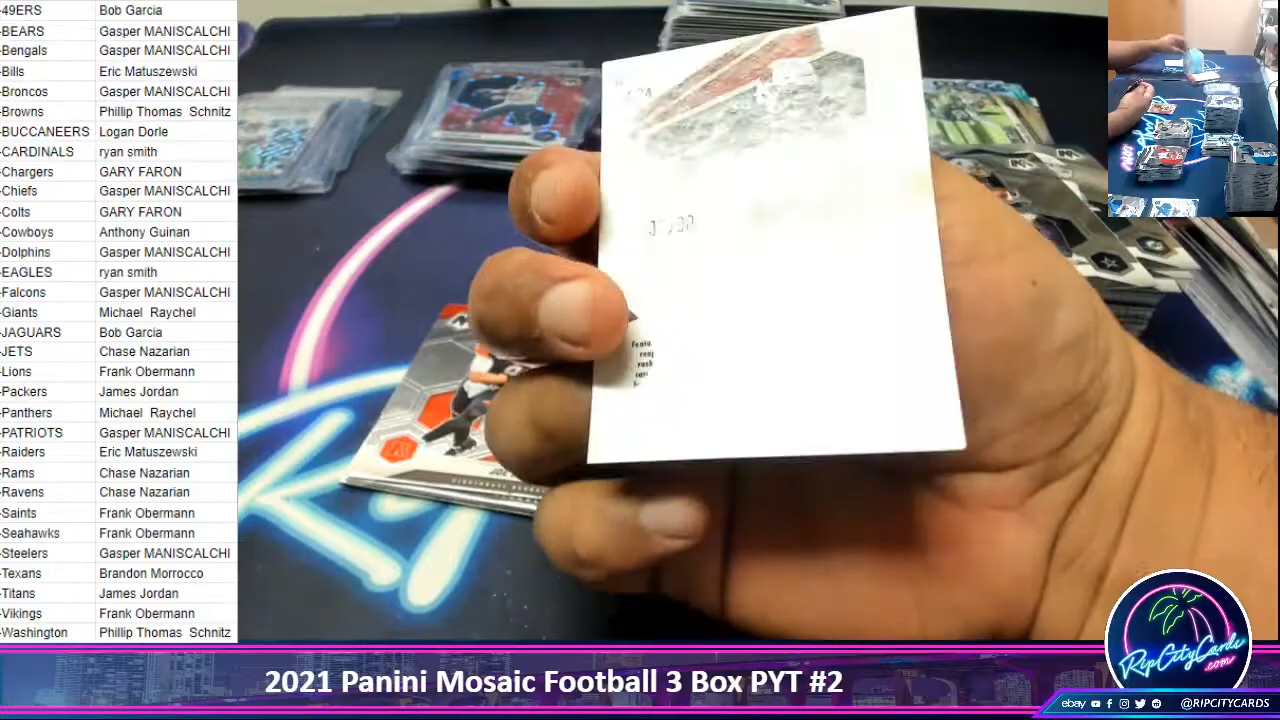 -49ERS Bob Garcia
-BEARS Gasper MANISCALCHI
-Bengals Gasper MANISCALCHI
-Bills Eric Matuszewski
-Broncos Gasper MANISCALCHI
-Browns Phillip Thomas Schnitz
-BUCCANEERS Logan Dorle
-CARDINALS ryan smith
-Chargers GARY FARON
-Chiefs Gasper MANISCALCHI
-Colts GARY FARON
-Cowboys Anthony Guinan
-Dolphins Gasper MANISCALCHI
-EAGLES ryan smith
-Falcons Gasper MANISCALCHI
-Giants Michael Raychel
-JAGUARS Bob Garcia
-JETS Chase Nazarian
-Lions Frank Obermann
-Packers James Jordan
-Panthers Michael Raychel
-PATRIOTS Gasper MANISCALCHI
-Raiders Eric Matuszewski
-Rams Chase Nazarian
-Ravens Chase Nazarian
-Saints Frank Obermann
-Seahawks Frank Obermann
-Steelers Gasper MANISCALCHI
-Texans Brandon Morrocco
-Titans James Jordan
-Vikings Frank Obermann
-Washington Phillip Thomas Schnitz
JOE
CINCINNATI BENGALS
RipCityCards
.com
2021 Panini Mosaic Football 3 Box PYT #2
ebay @RIPCITYCARDS